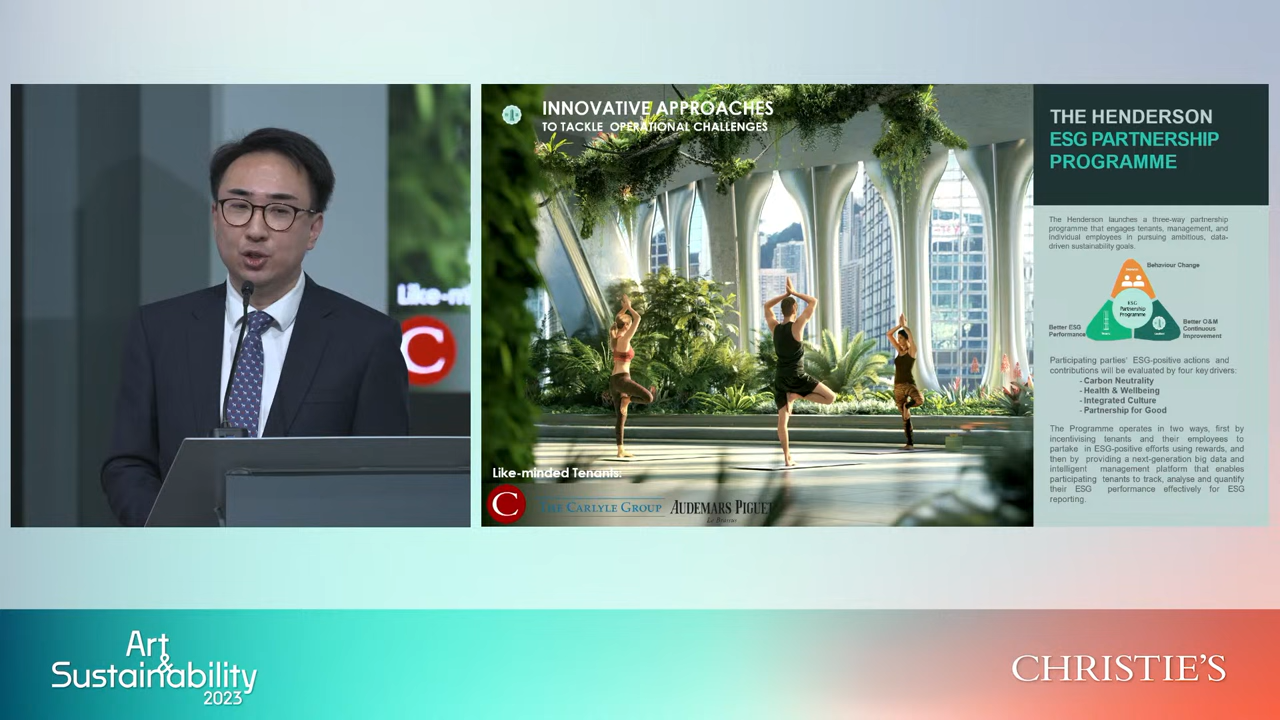 Like-m
C
INNOVATIVE APPROACHES
TO TACKLE OPERATIONAL CHALLENGES
Like-minded Tenants:
C
THE CARLYLE GROUP
AUDEMARS PIGUET
Le Brassus
THE HENDERSON
ESG PARTNERSHIP
PROGRAMME
The Henderson launches a three-way partnership
programme that engages tenants, management, and
individual employees in pursuing ambitious, data-
driven sustainability goals.
Behaviour Change
ESG
Partnership
Programme
Better ESG
Performance
Better O&M
Continuous
Improvement
Participating parties' ESG-positive actions and
contributions will be evaluated by four key drivers:
- Carbon Neutrality
- Health & Wellbeing
- Integrated Culture
- Partnership for Good
The Programme operates in two ways, first by
incentivising tenants and their employees to
partake in ESG-positive efforts using rewards, and
then by providing a next-generation big data and
intelligent management platform that enables
participating tenants to track, analyse and quantify
their ESG performance effectively for ESG
reporting.
Art
&
Sustainability
2023
CHRISTIE'S